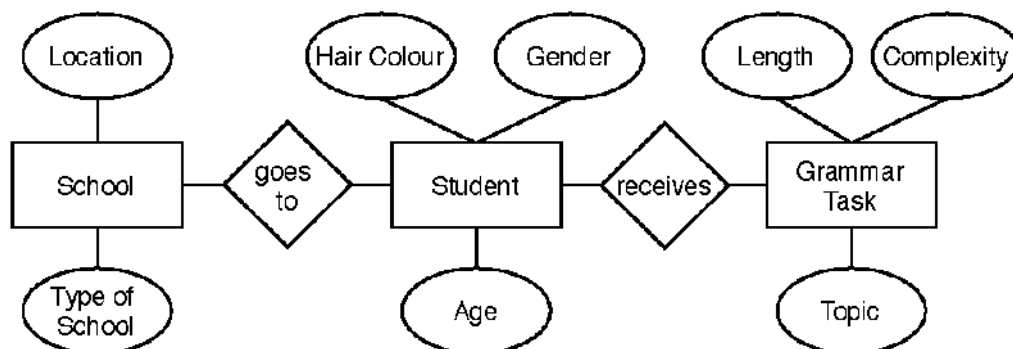 Location
Hair Colour
Gender
Length
Complexity
School
goes
to
Student
receives
Grammar
Task
Type of
School
Age
Topic